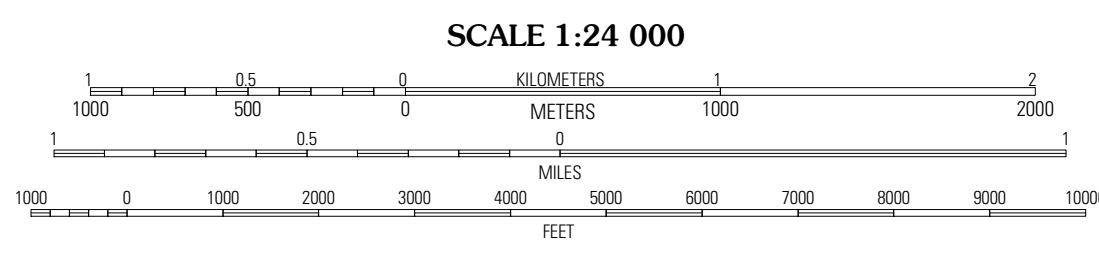 SCALE 1:24 000
1 0.5 0 KILOMETERS 1 2
1000 500 0 METERS 1000 2000
1 0.5 0 1
MILES
1000 0 1000 2000 3000 4000 5000 6000 7000 8000 9000 10000
FEET